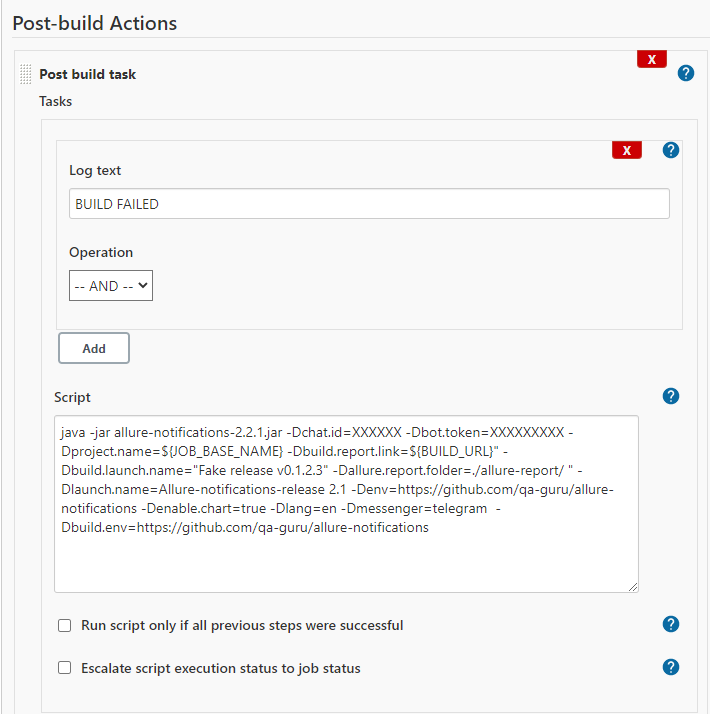 Post-build Actions
X
?
Post build task
Tasks
X
?
Log text
BUILD FAILED
Operation
-- AND --
Add
Script
?
java -jar allure-notifications-2.2.1.jar -Dchat.id=XXXXXX -Dbot.token=XXXXXXXXX -
Dproject.name=${JOB_BASE_NAME} -Dbuild.report.link=${BUILD_URL}" -
Dbuild.launch.name="Fake release v0.1.2.3" -Dallure.report.folder=./allure-report/ " -
Dlaunch.name=Allure-notifications-release 2.1 -Denv=https://github.com/qa-guru/allure-
notifications -Denable.chart=true -Dlang=en -Dmessenger=telegram  -
Dbuild.env=https://github.com/qa-guru/allure-notifications
Run script only if all previous steps were successful
?
Escalate script execution status to job status
?